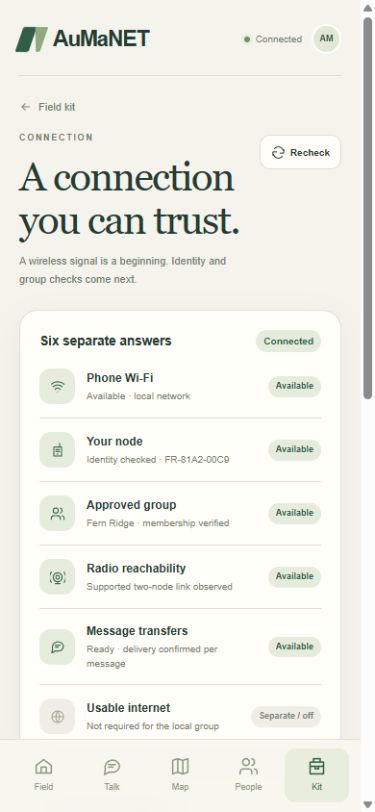 AuMaNET
Connected
AM
Field kit
CONNECTION
Recheck
A connection
you can trust.
A wireless signal is a beginning. Identity and
group checks come next.
Six separate answers
Connected
Phone Wi-Fi
Available · local network
Available
Your node
Identity checked · FR-81A2-00C9
Available
Approved group
Fern Ridge · membership verified
Available
Radio reachability
Supported two-node link observed
Available
Message transfers
Ready · delivery confirmed per
message
Available
Usable internet
Not required for the local group
Separate / off
Field
Talk
Map
People
Kit